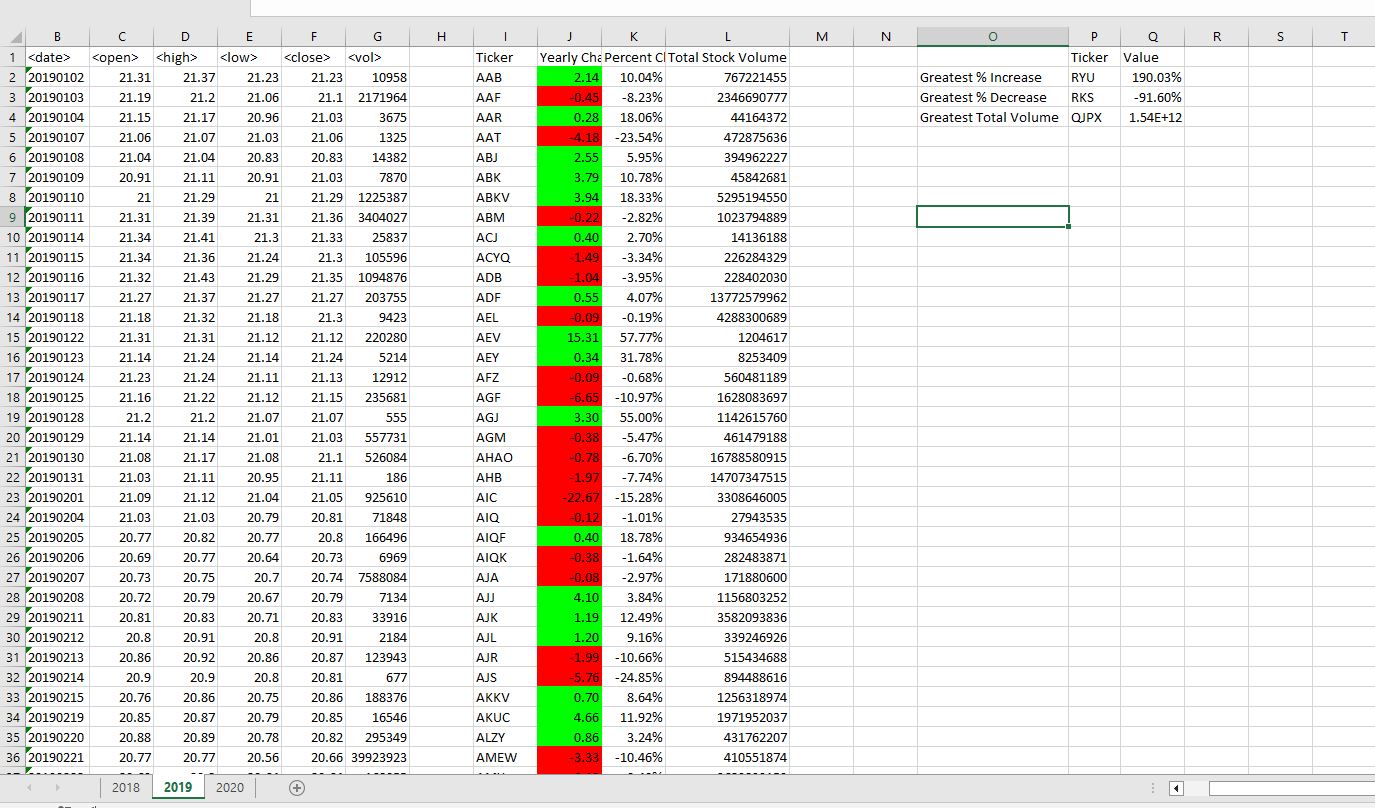 B C D E F G H I J K L M N O P Q R S T
1 <date> <open> <high> <low> <close> <vol> Ticker Yearly Cha Percent C Total Stock Volume Ticker Value
2 20190102 21.31 21.37 21.23 21.23 10958 AAB 2.14 10.04% 767221455 Greatest % Increase RYU 190.03%
3 20190103 21.19 21.2 21.06 21.1 2171964 AAF -0.45 -8.23% 2346690777 Greatest % Decrease RKS -91.60%
4 20190104 21.15 21.17 20.96 21.03 3675 AAR 0.28 18.06% 44164372 Greatest Total Volume QJPX 1.54E+12
5 20190107 21.06 21.07 21.03 21.06 1325 AAT -4.18 -23.54% 472875636
6 20190108 21.04 21.04 20.83 20.83 14382 ABJ 2.55 5.95% 394962227
7 20190109 20.91 21.11 20.91 21.03 7870 ABK 3.79 10.78% 45842681
8 20190110 21 21.29 21 21.29 1225387 ABKV 3.94 18.33% 5295194550
9 20190111 21.31 21.39 21.31 21.36 3404027 ABM -0.22 -2.82% 1023794889
10 20190114 21.34 21.41 21.3 21.33 25837 ACJ 0.40 2.70% 14136188
11 20190115 21.34 21.36 21.24 21.3 105596 ACYQ -1.49 -3.34% 226284329
12 20190116 21.32 21.43 21.29 21.35 1094876 ADB -1.04 -3.95% 228402030
13 20190117 21.27 21.37 21.27 21.27 203755 ADF 0.55 4.07% 13772579962
14 20190118 21.18 21.32 21.18 21.3 9423 AEL -0.09 -0.19% 4288300689
15 20190122 21.31 21.31 21.12 21.12 220280 AEV 15.31 57.77% 1204617
16 20190123 21.14 21.24 21.14 21.24 5214 AEY 0.34 31.78% 8253409
17 20190124 21.23 21.24 21.11 21.13 12912 AFZ -0.09 -0.68% 560481189
18 20190125 21.16 21.22 21.12 21.15 235681 AGF -6.65 -10.97% 1628083697
19 20190128 21.2 21.2 21.07 21.07 555 AGJ 3.30 55.00% 1142615760
20 20190129 21.14 21.14 21.01 21.03 557731 AGM -0.38 -5.47% 461479188
21 20190130 21.08 21.17 21.08 21.1 526084 AHAO -0.78 -6.70% 16788580915
22 20190131 21.03 21.11 20.95 21.11 186 AHB -1.97 -7.74% 14707347515
23 20190201 21.09 21.12 21.04 21.05 925610 AIC -22.67 -15.28% 3308646005
24 20190204 21.03 21.03 20.79 20.81 71848 AIQ -0.12 -1.01% 27943535
25 20190205 20.77 20.82 20.77 20.8 166496 AIQF 0.40 18.78% 934654936
26 20190206 20.69 20.77 20.64 20.73 6969 AIQK -0.38 -1.64% 282483871
27 20190207 20.73 20.75 20.7 20.74 7588084 AJA -0.08 -2.97% 171880600
28 20190208 20.72 20.79 20.67 20.79 7134 AJJ 4.10 3.84% 1156803252
29 20190211 20.81 20.83 20.71 20.83 33916 AJK 1.19 12.49% 3582093836
30 20190212 20.8 20.91 20.8 20.91 2184 AJL 1.20 9.16% 339246926
31 20190213 20.86 20.92 20.86 20.87 123943 AJR -1.99 -10.66% 515434688
32 20190214 20.9 20.9 20.8 20.81 677 AJS -5.76 -24.85% 894488616
33 20190215 20.76 20.86 20.75 20.86 188376 AKKV 0.70 8.64% 1256318974
34 20190219 20.85 20.87 20.79 20.85 16546 AKUC 4.66 11.92% 1971952037
35 20190220 20.88 20.89 20.78 20.82 295349 ALZY 0.86 3.24% 431762207
36 20190221 20.77 20.77 20.56 20.66 39923923 AMEW -3.33 -10.46% 410551874
2018 2019 2020